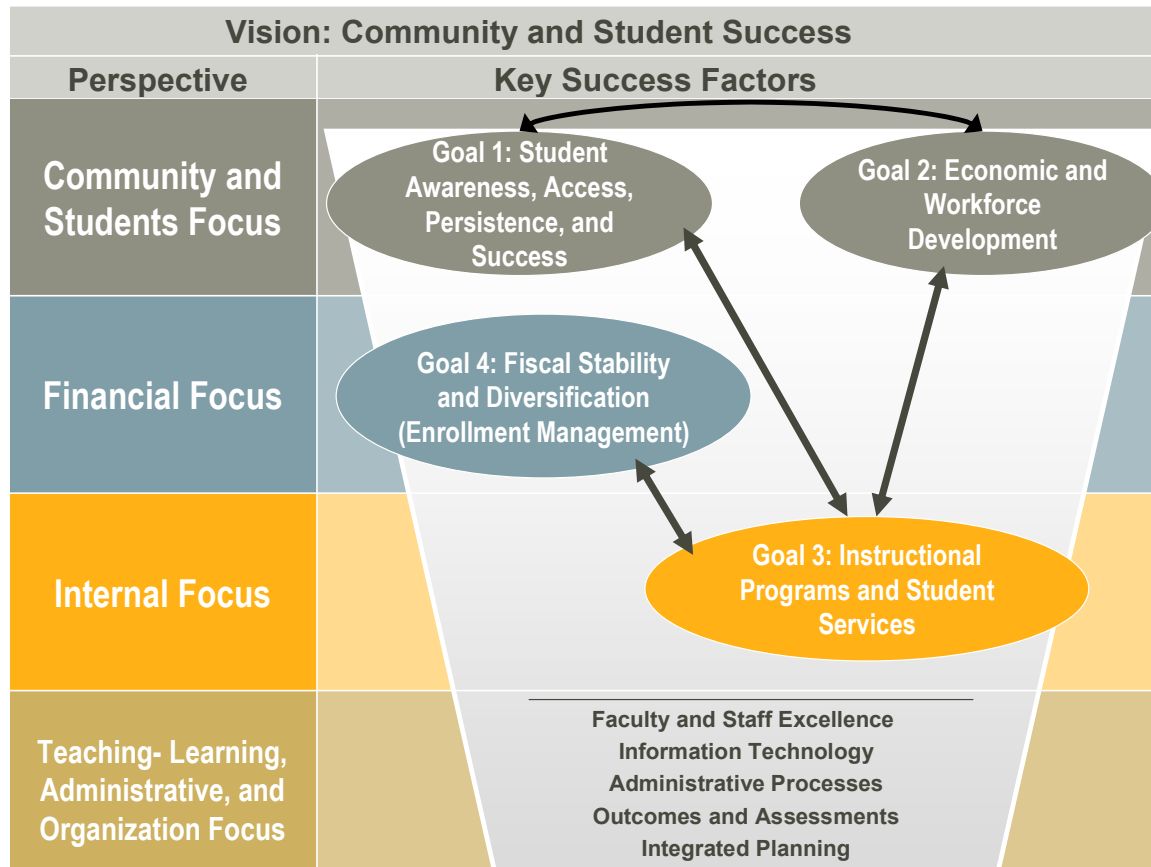 Vision: Community and Student Success
Perspective
Key Success Factors
Community and
Students Focus
Goal 1: Student
Awareness, Access,
Persistence, and
Success
Goal 2: Economic and
Workforce
Development
Financial Focus
Goal 4: Fiscal Stability
and Diversification
(Enrollment Management)
Internal Focus
Goal 3: Instructional
Programs and Student
Services
Teaching- Learning,
Administrative, and
Organization Focus
Faculty and Staff Excellence
Information Technology
Administrative Processes
Outcomes and Assessments
Integrated Planning